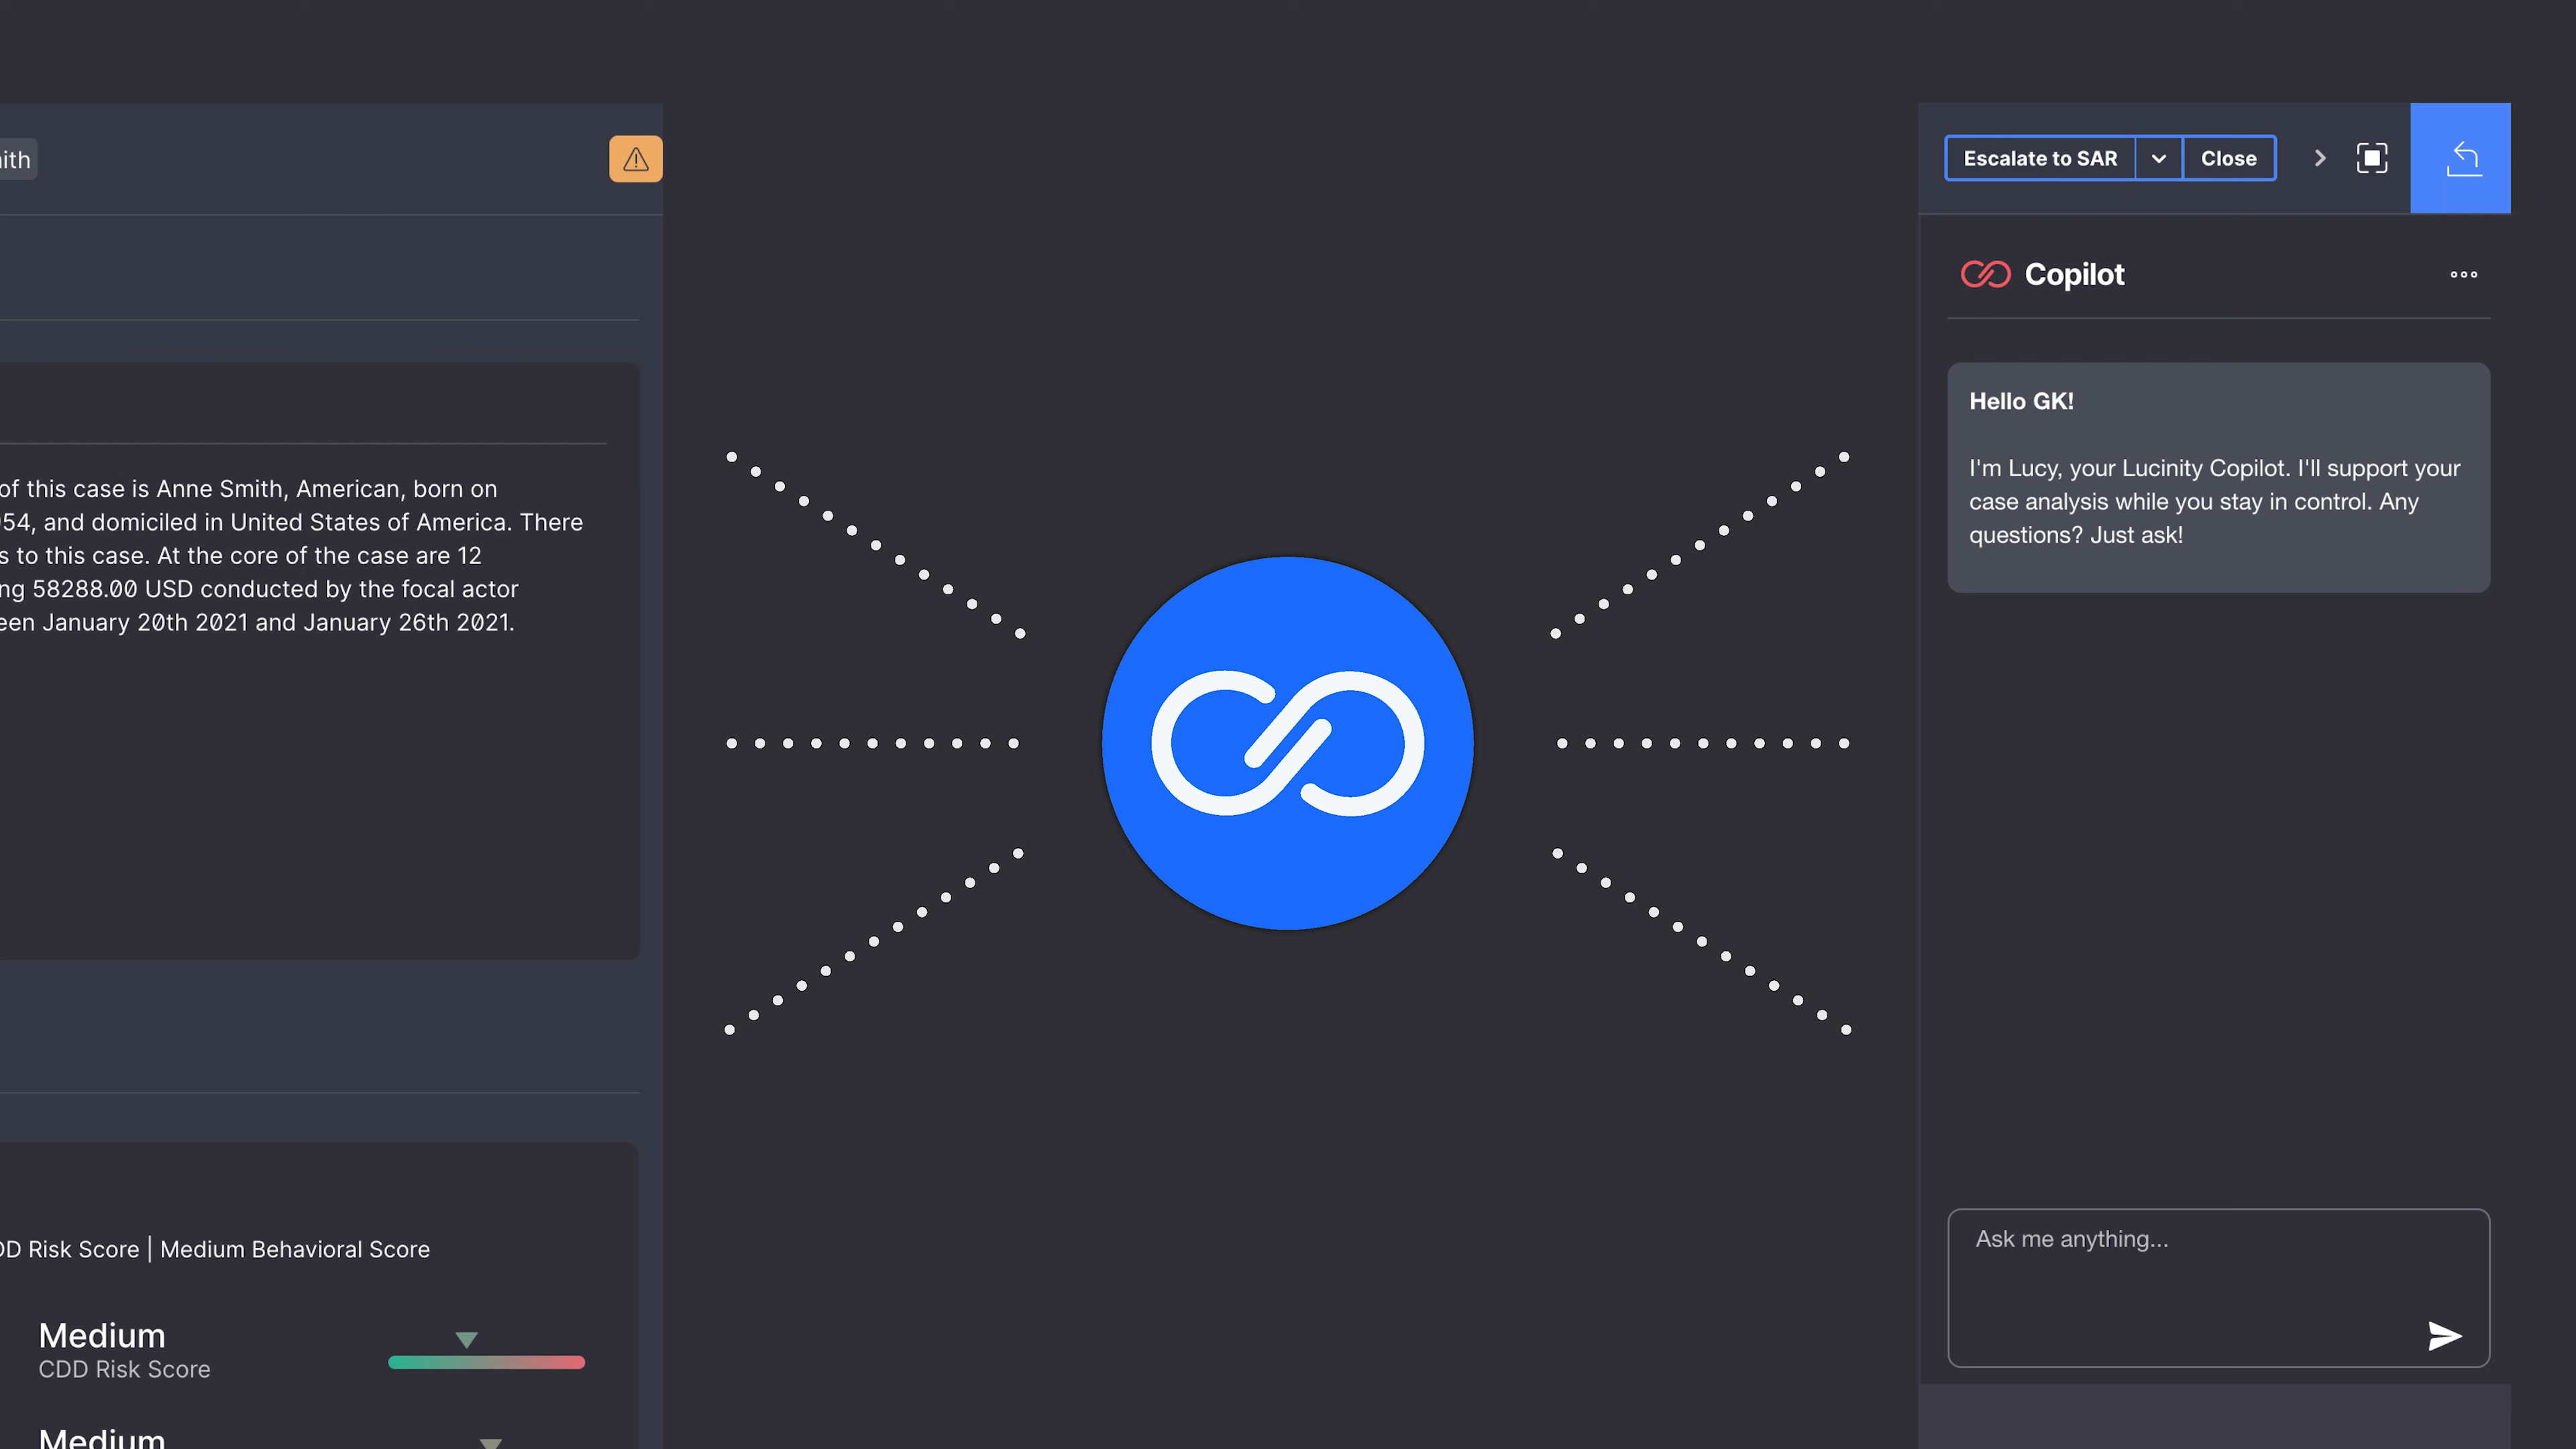 of this case is Anne Smith, American, born on
and domiciled in United States of America. There
to this case. At the core of the case are 12
58288.00 USD conducted by the focal actor
January 20th 2021 and January 26th 2021.
Risk Score | Medium Behavioral Score
Medium
CDD Risk Score
Medium
Escalate to SAR
Close
Copilot
Hello GK!
I'm Lucy, your Lucinity Copilot. I'll support your
case analysis while you stay in control. Any
questions? Just ask!
Ask me anything...